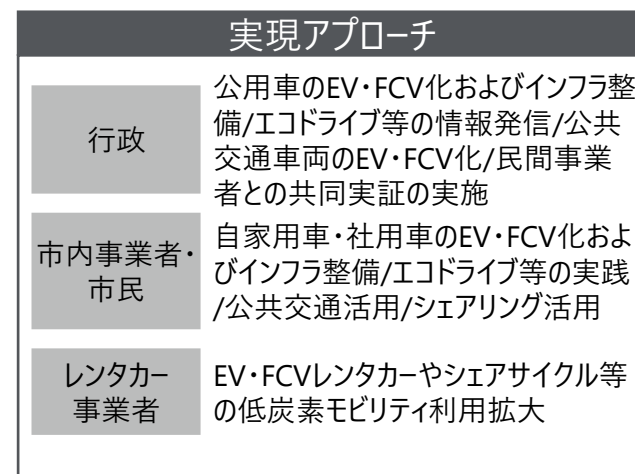 実現アプローチ
行政
公用車のEV・FCV化およびインフラ整
備/エコドライブ等の情報発信/公共
交通車両のEV・FCV化/民間事業
者との共同実証の実施
市内事業者・
市民
自家用車・社用車のEV・FCV化およ
びインフラ整備/エコドライブ等の実践
/公共交通活用/シェアリング活用
レンタカー
事業者
EV・FCVレンタカーやシェアサイクル等
の低炭素モビリティ利用拡大